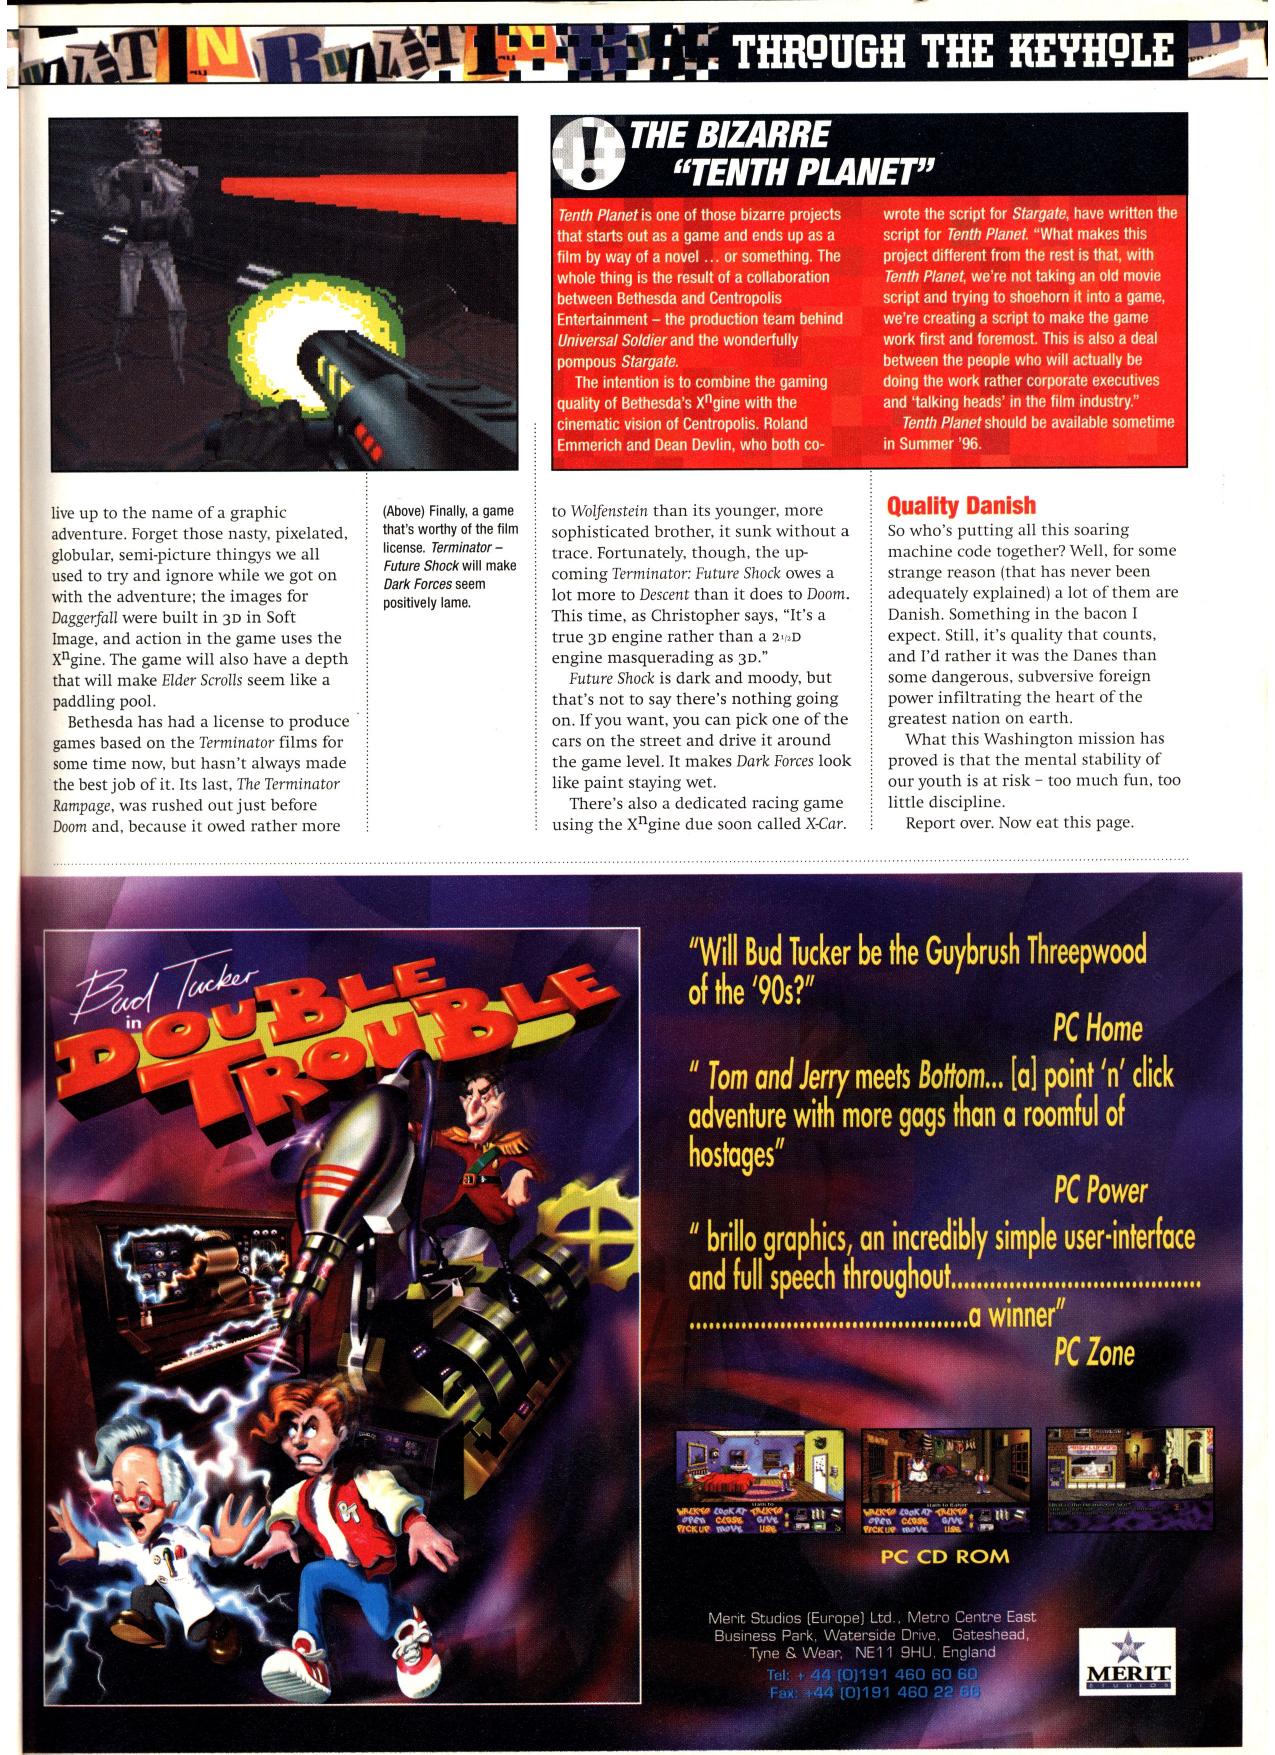 THROUGH THE KEYHOLE
THE BIZARRE
“TENTH PLANET”
Tenth Planet is one of those bizarre projects
that starts out as a game and ends up as a
film by way of a novel … or something. The
whole thing is the result of a collaboration
between Bethesda and Centropolis
Entertainment – the production team behind
Universal Soldier and the wonderfully
pompous Stargate.
The intention is to combine the gaming
quality of Bethesda's Xngine with the
cinematic vision of Centropolis. Roland
Emmerich and Dean Devlin, who both co-
wrote the script for Stargate, have written the
script for Tenth Planet. “What makes this
project different from the rest is that, with
Tenth Planet, we're not taking an old movie
script and trying to shoehorn it into a game,
we're creating a script to make the game
work first and foremost. This is also a deal
between the people who will actually be
doing the work rather corporate executives
and ‘talking heads’ in the film industry.”
Tenth Planet should be available sometime
in Summer '96.
live up to the name of a graphic
adventure. Forget those nasty, pixelated,
globular, semi-picture thingys we all
used to try and ignore while we got on
with the adventure; the images for
Daggerfall were built in 3D in Soft
Image, and action in the game uses the
Xngine. The game will also have a depth
that will make Elder Scrolls seem like a
paddling pool.
Bethesda has had a license to produce
games based on the Terminator films for
some time now, but hasn't always made
the best job of it. Its last, The Terminator
Rampage, was rushed out just before
Doom and, because it owed rather more
(Above) Finally, a game
that's worthy of the film
license. Terminator –
Future Shock will make
Dark Forces seem
positively lame.
to Wolfenstein than its younger, more
sophisticated brother, it sunk without a
trace. Fortunately, though, the up-
coming Terminator: Future Shock owes a
lot more to Descent than it does to Doom.
This time, as Christopher says, “It's a
true 3D engine rather than a 2 1/2D
engine masquerading as 3D.”
Future Shock is dark and moody, but
that's not to say there's nothing going
on. If you want, you can pick one of the
cars on the street and drive it around
the game level. It makes Dark Forces look
like paint staying wet.
There's also a dedicated racing game
using the Xngine due soon called X-Car.
Quality Danish
So who's putting all this soaring
machine code together? Well, for some
strange reason (that has never been
adequately explained) a lot of them are
Danish. Something in the bacon I
expect. Still, it's quality that counts,
and I'd rather it was the Danes than
some dangerous, subversive foreign
power infiltrating the heart of the
greatest nation on earth.
What this Washington mission has
proved is that the mental stability of
our youth is at risk – too much fun, too
little discipline.
Report over. Now eat this page.
Bud Tucker
in
DOUBLE
TROUBLE
“Will Bud Tucker be the Guybrush Threepwood
of the '90s?”
PC Home
“ Tom and Jerry meets Bottom... [a] point 'n' click
adventure with more gags than a roomful of
hostages”
PC Power
“ brillo graphics, an incredibly simple user-interface
and full speech throughout......................................
...........................................a winner”
PC Zone
WALK TO LOOK AT TALK TO
OPEN CLOSE GIVE
PICK UP MOVE USE
WALK TO LOOK AT TALK TO
OPEN CLOSE GIVE
PICK UP MOVE USE
PC CD ROM
Merit Studios (Europe) Ltd., Metro Centre East
Business Park, Waterside Drive, Gateshead,
Tyne & Wear, NE11 9HU, England
Tel: + 44 (0)191 460 60 60
Fax: +44 (0)191 460 22 66
MERIT
STUDIOS